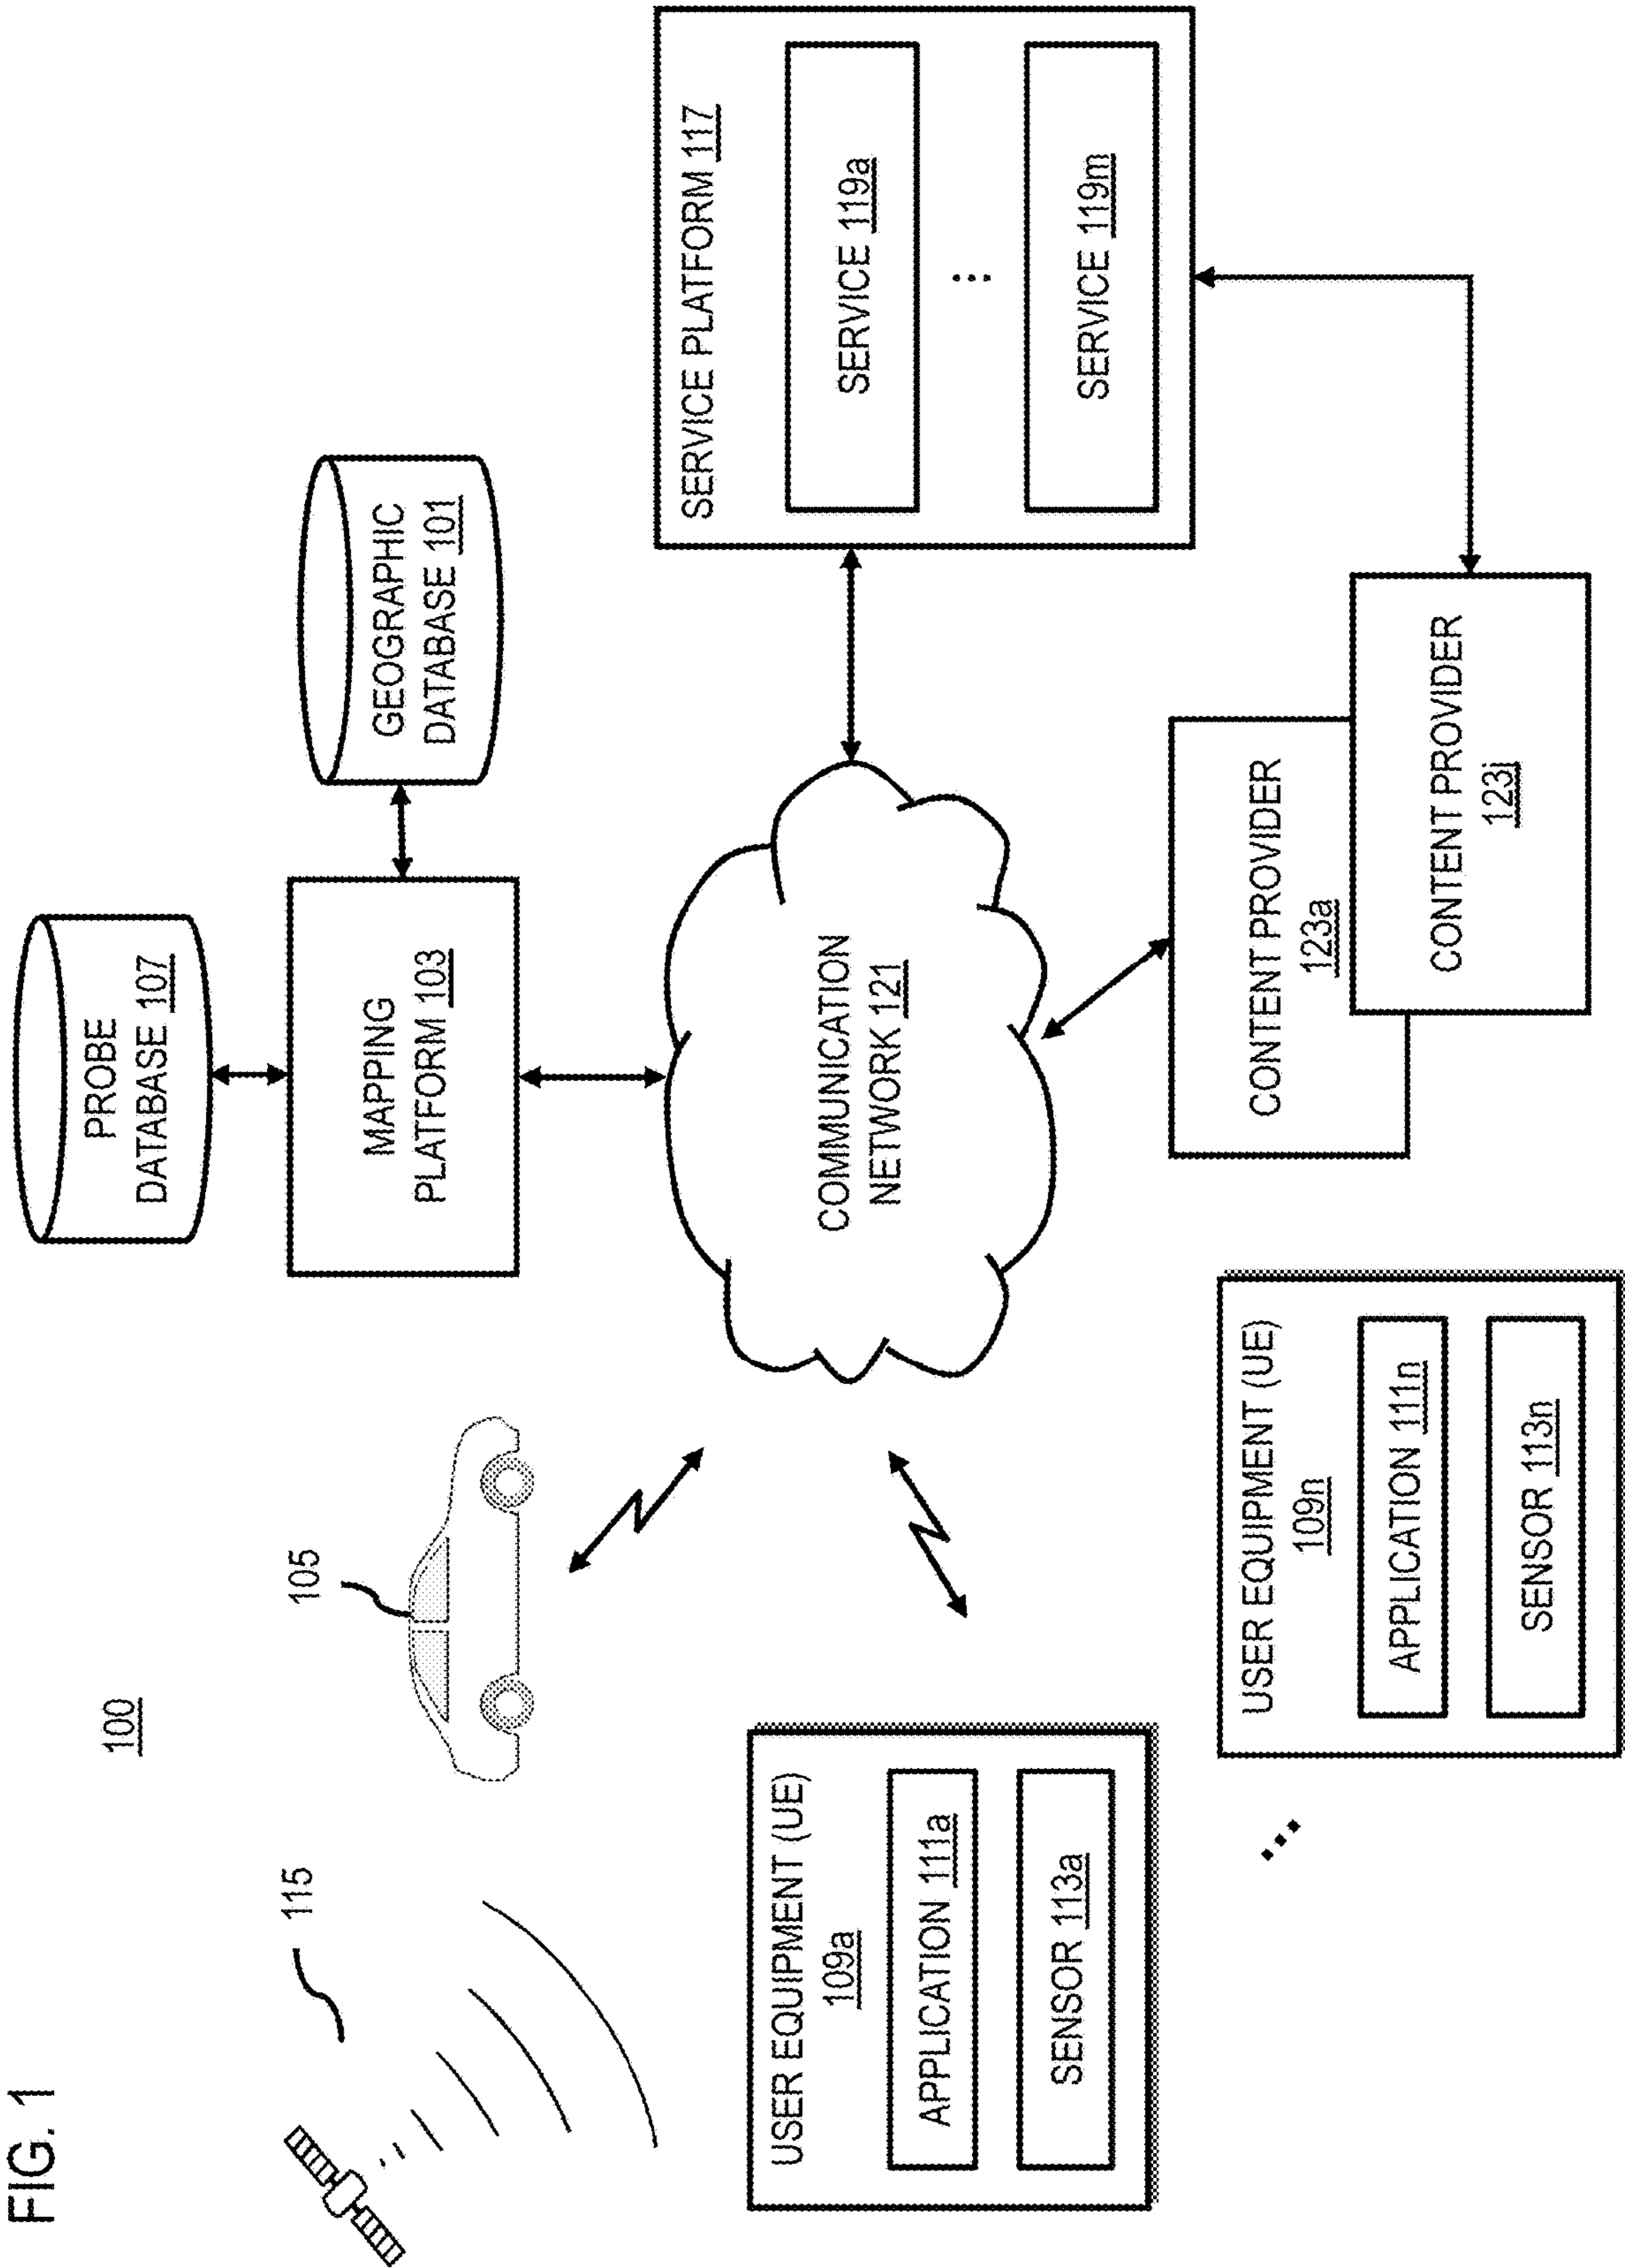 FIG. 1
100
115
105
PROBE
DATABASE 107
MAPPING
PLATFORM 103
GEOGRAPHIC
DATABASE 101
USER EQUIPMENT (UE)
109a
APPLICATION 111a
SENSOR 113a
...
USER EQUIPMENT (UE)
109n
APPLICATION 111n
SENSOR 113n
COMMUNICATION
NETWORK 121
SERVICE PLATFORM 117
SERVICE 119a
...
SERVICE 119m
CONTENT PROVIDER
123a
CONTENT PROVIDER
123j